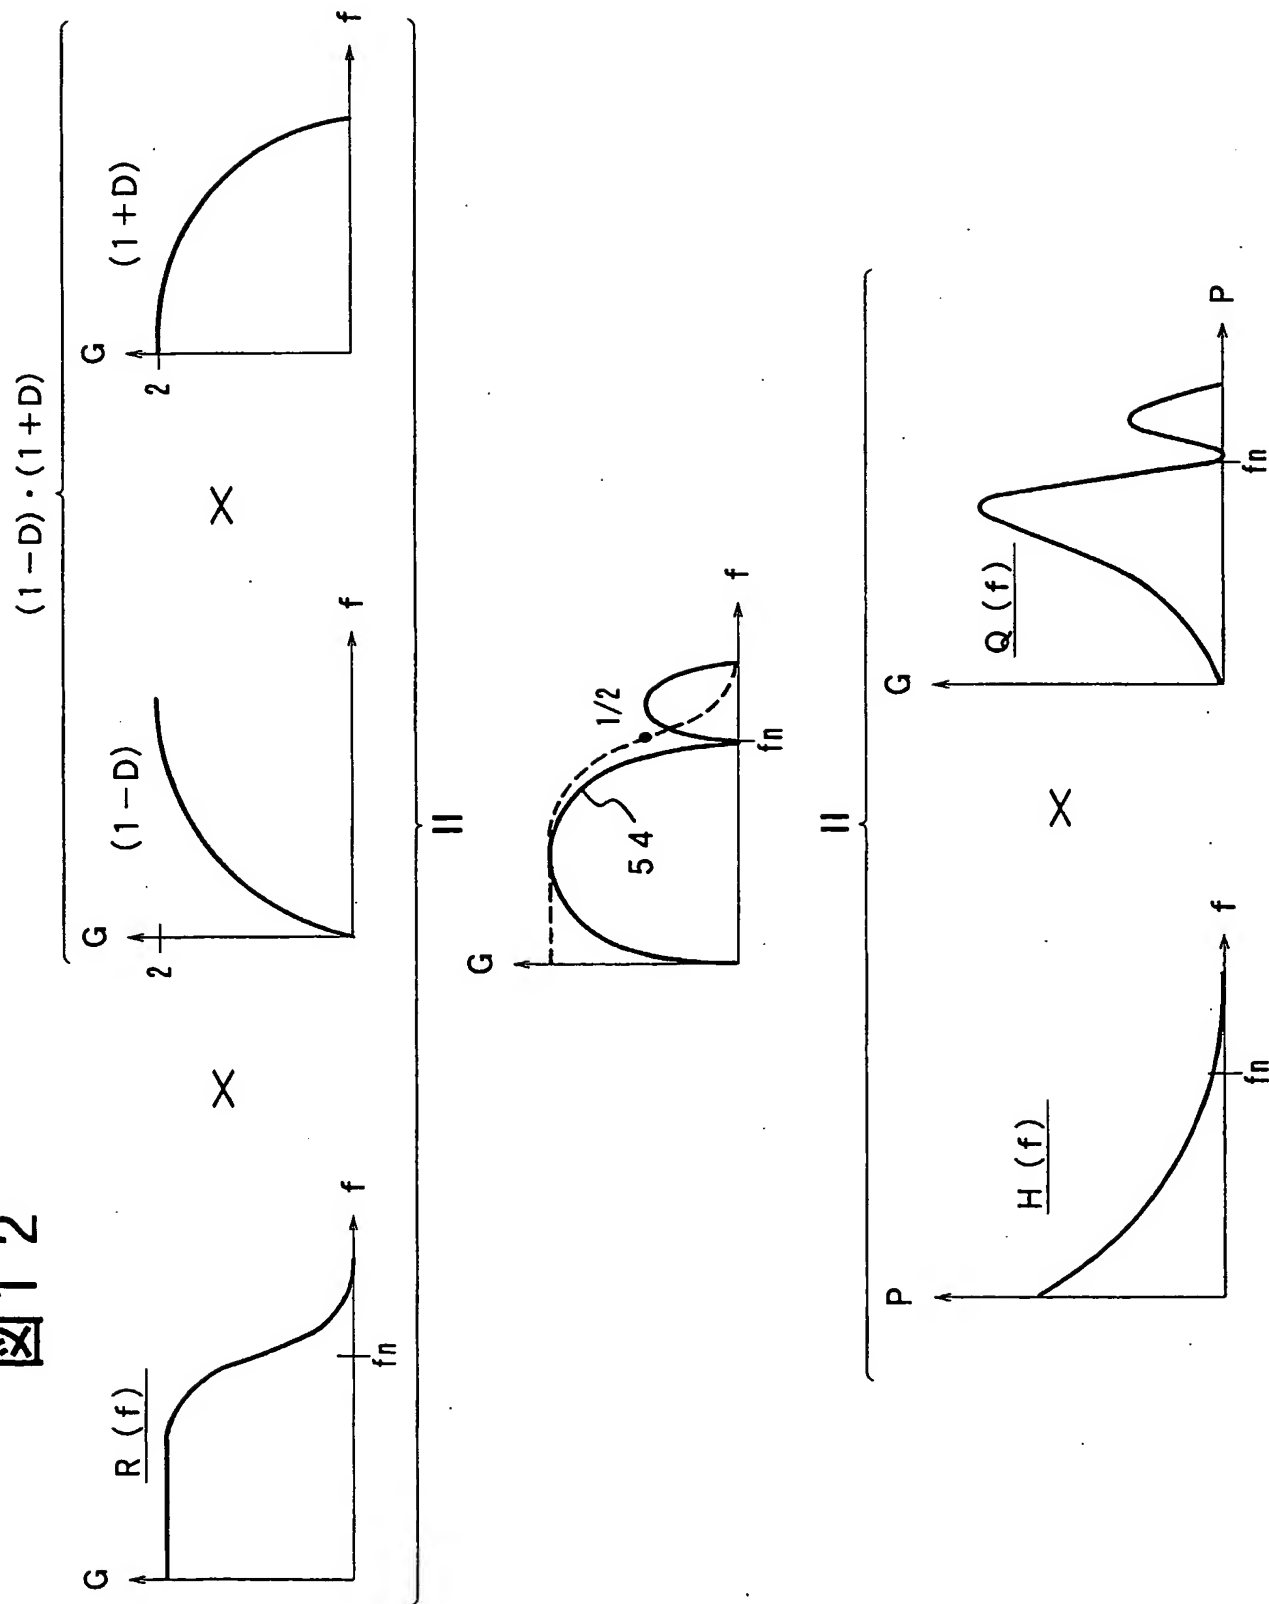 図12
(1-D)・(1+D)
R(f)
G
fn
f
×
(1-D)
G
2
f
×
(1+D)
G
2
f
=
G
54
1/2
fn
f
=
H(f)
P
fn
f
×
Q(f)
G
fn
P